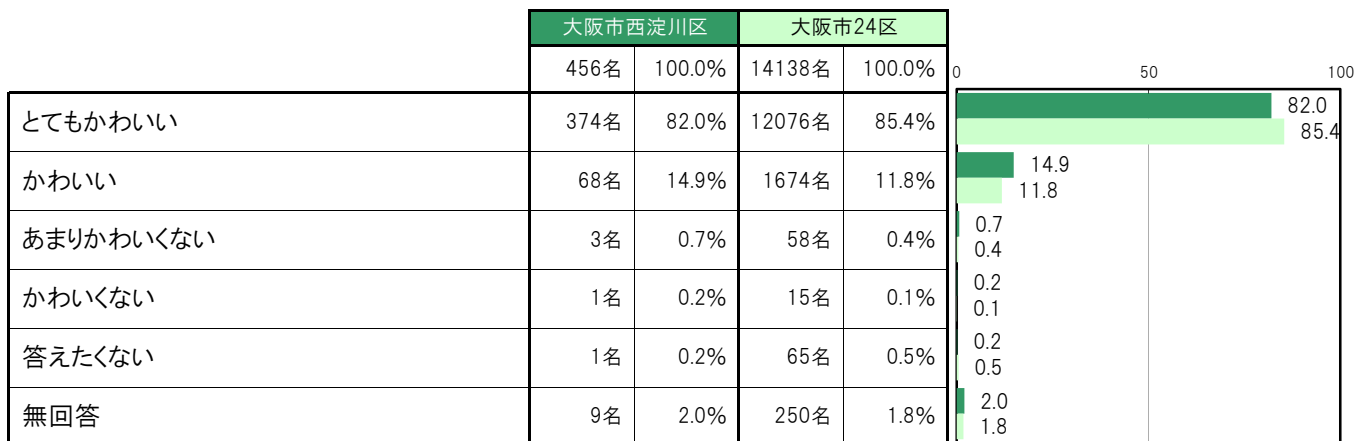 大阪市西淀川区 大阪市24区
456名 100.0% 14138名 100.0% 0 50 100
とてもかわいい 374名 82.0% 12076名 85.4% 82.0
85.4
かわいい 68名 14.9% 1674名 11.8% 14.9
11.8
あまりかわいくない 3名 0.7% 58名 0.4% 0.7
0.4
かわいくない 1名 0.2% 15名 0.1% 0.2
0.1
答えたくない 1名 0.2% 65名 0.5% 0.2
0.5
無回答 9名 2.0% 250名 1.8% 2.0
1.8